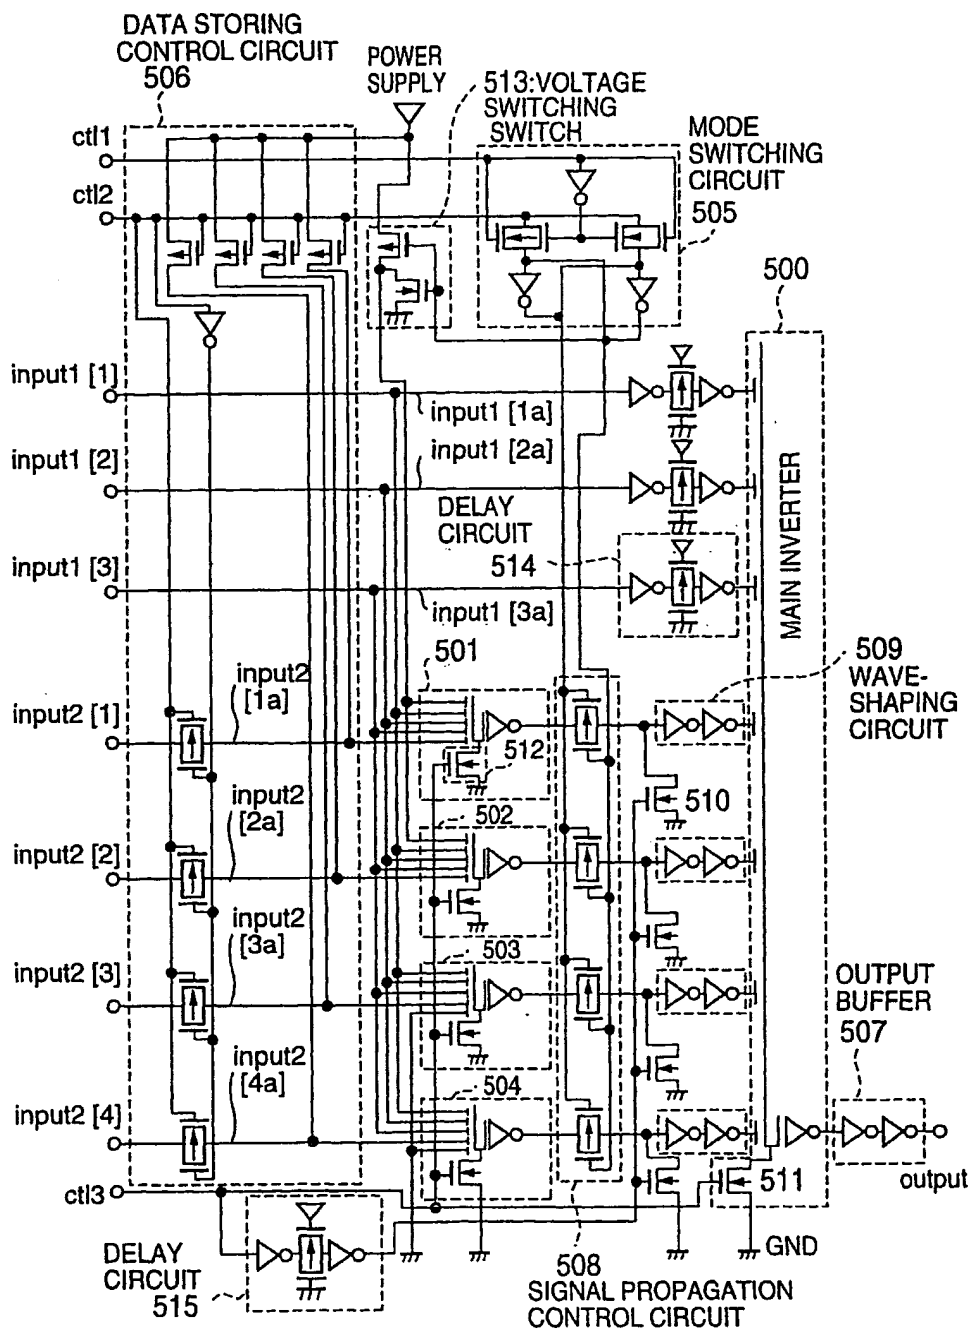 DATA STORING
CONTROL CIRCUIT
506
POWER
SUPPLY
513:VOLTAGE
SWITCHING
SWITCH
MODE
SWITCHING
CIRCUIT
505
ctl1
ctl2
500
input1 [1]
input1 [1a]
input1 [2]
input1 [2a]
DELAY
CIRCUIT
514
input1 [3]
input1 [3a]
MAIN INVERTER
501
509
WAVE-
SHAPING
CIRCUIT
input2
[1a]
input2 [1]
512
510
input2
[2a]
502
input2 [2]
input2
[3a]
503
input2 [3]
OUTPUT
BUFFER
507
input2
[4a]
504
input2 [4]
511
output
ctl3
GND
DELAY
CIRCUIT
515
508
SIGNAL PROPAGATION
CONTROL CIRCUIT